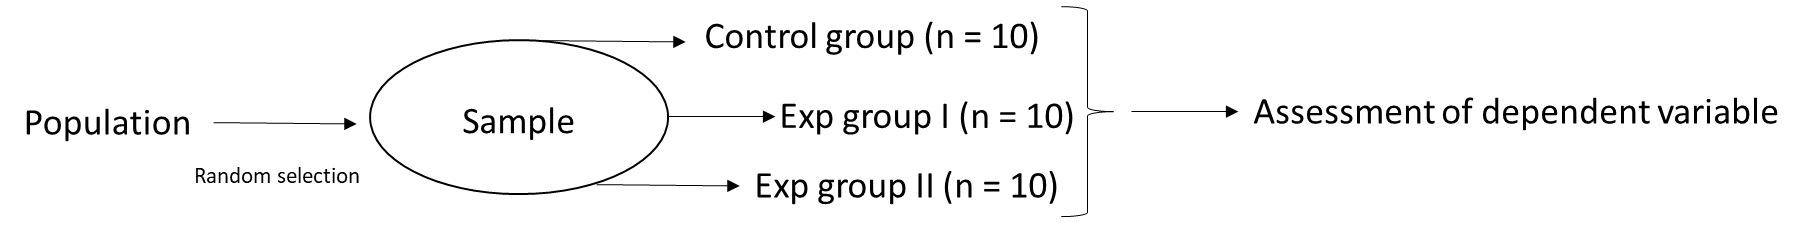 Population
Random selection
Sample
Control group (n = 10)
Exp group I (n = 10)
Exp group II (n = 10)
Assessment of dependent variable